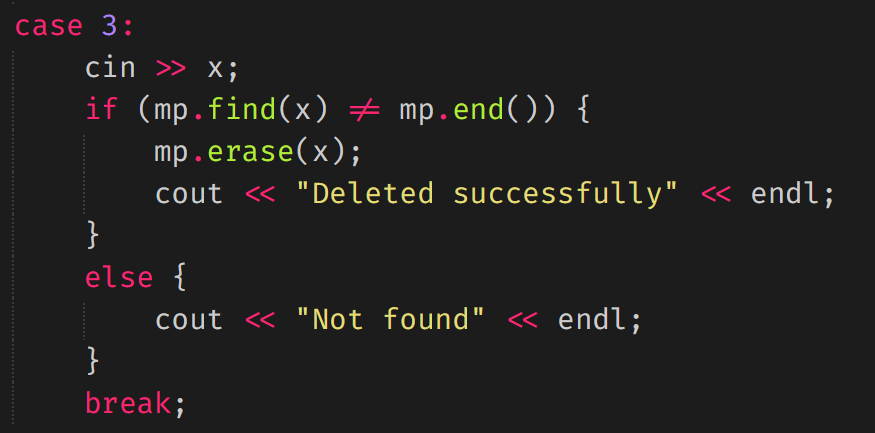 case 3:
    cin >> x;
    if (mp.find(x) != mp.end()) {
        mp.erase(x);
        cout << "Deleted successfully" << endl;
    }
    else {
        cout << "Not found" << endl;
    }
    break;